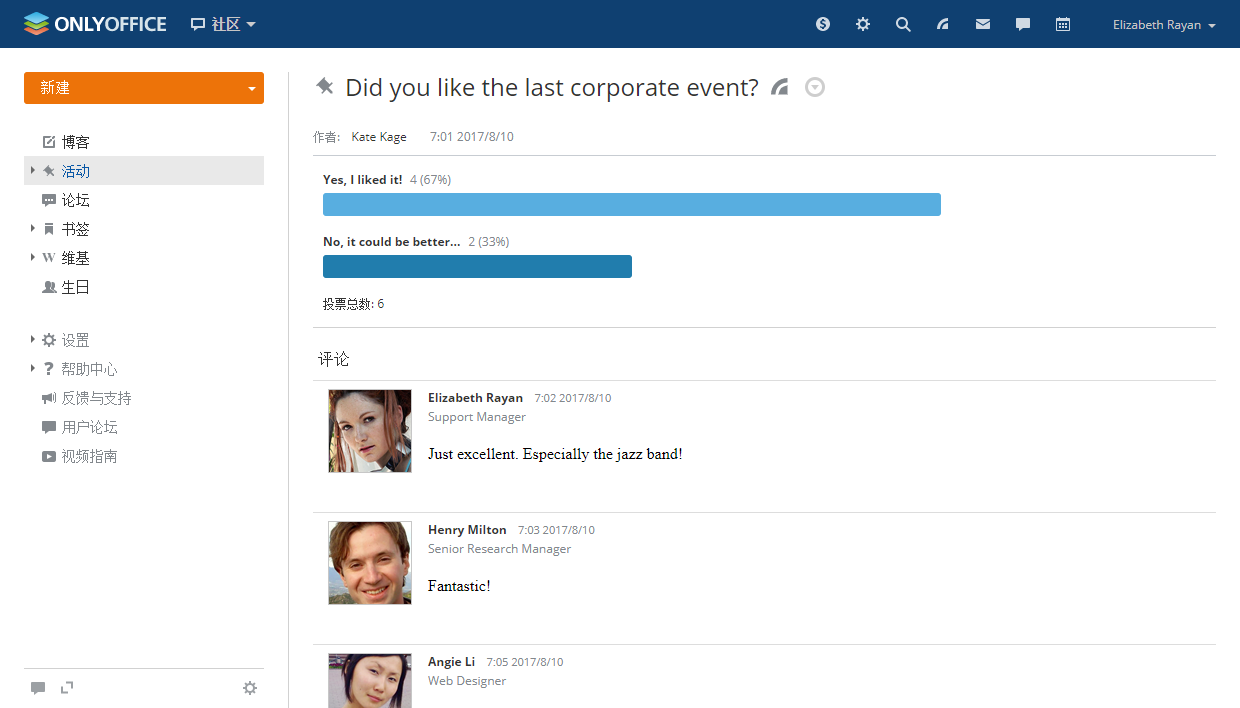 ONLYOFFICE 社区 Elizabeth Rayan
新建
博客
活动
论坛
书签
W 维基
生日
设置
? 帮助中心
反馈与支持
用户论坛
视频指南
Did you like the last corporate event?
作者: Kate Kage 7:01 2017/8/10
Yes, I liked it! 4 (67%)
No, it could be better... 2 (33%)
投票总数: 6
评论
Elizabeth Rayan 7:02 2017/8/10
Support Manager
Just excellent. Especially the jazz band!
Henry Milton 7:03 2017/8/10
Senior Research Manager
Fantastic!
Angie Li 7:05 2017/8/10
Web Designer